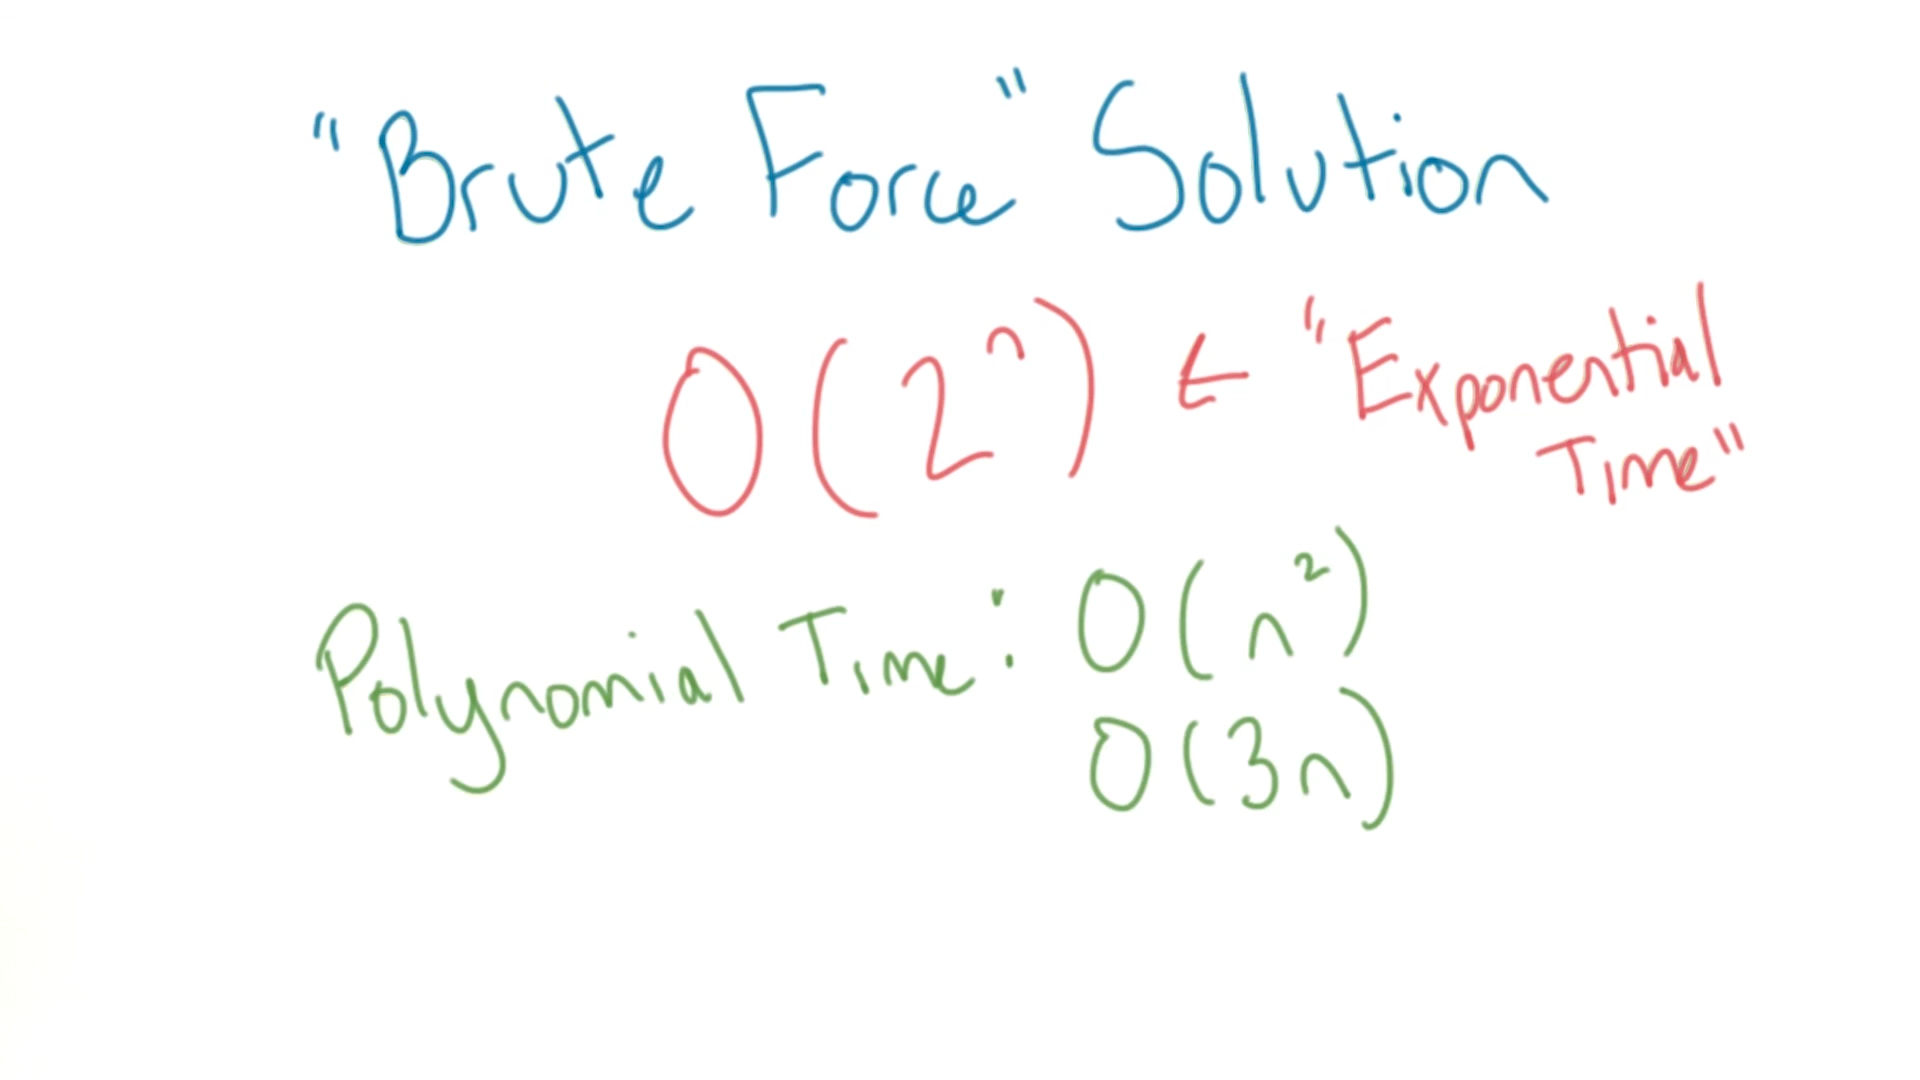 "Brute Force" Solution
O(2ⁿ) ← "Exponential
Time"
Polynomial Time: O(n²)
O(3n)